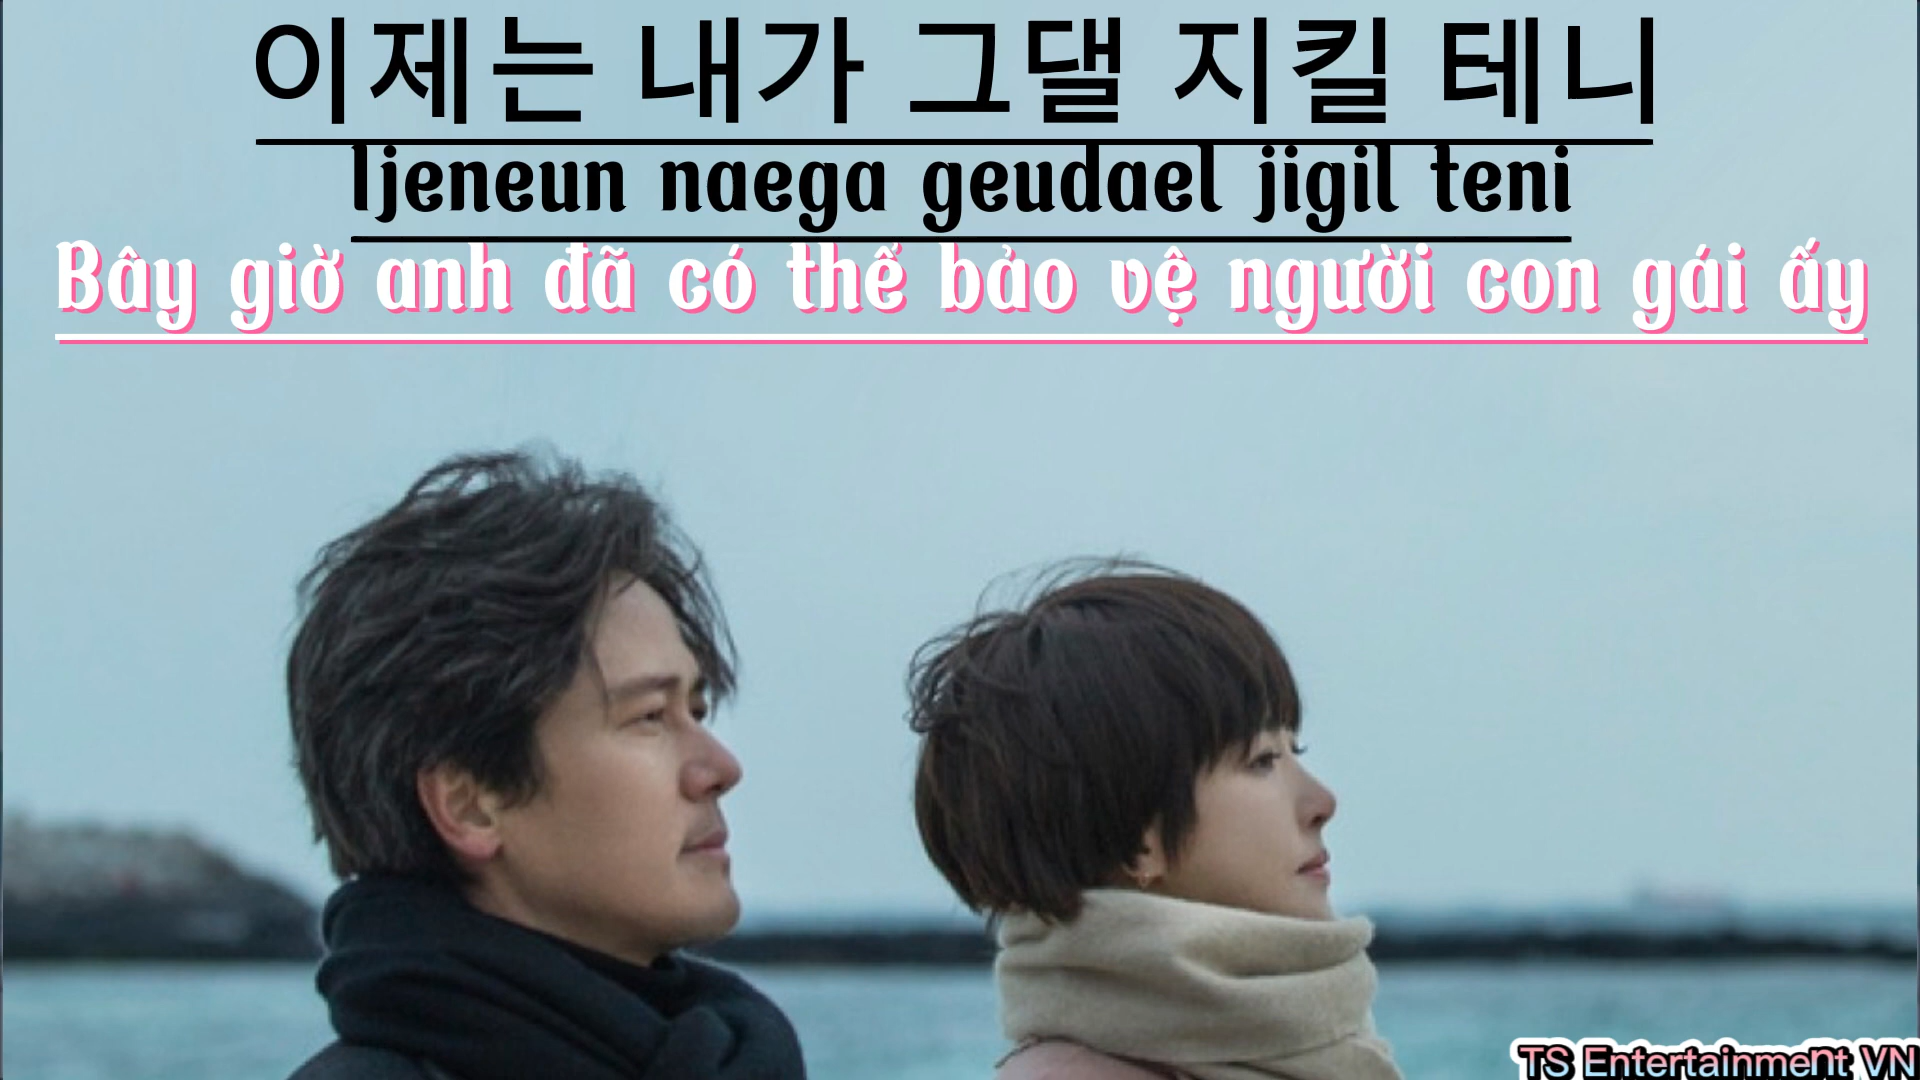 이제는 내가 그댈 지킬 테니
Ijeneun naega geudael jigil teni
Bây giờ anh đã có thể bảo vệ người con gái ấy
TS Entertainment VN